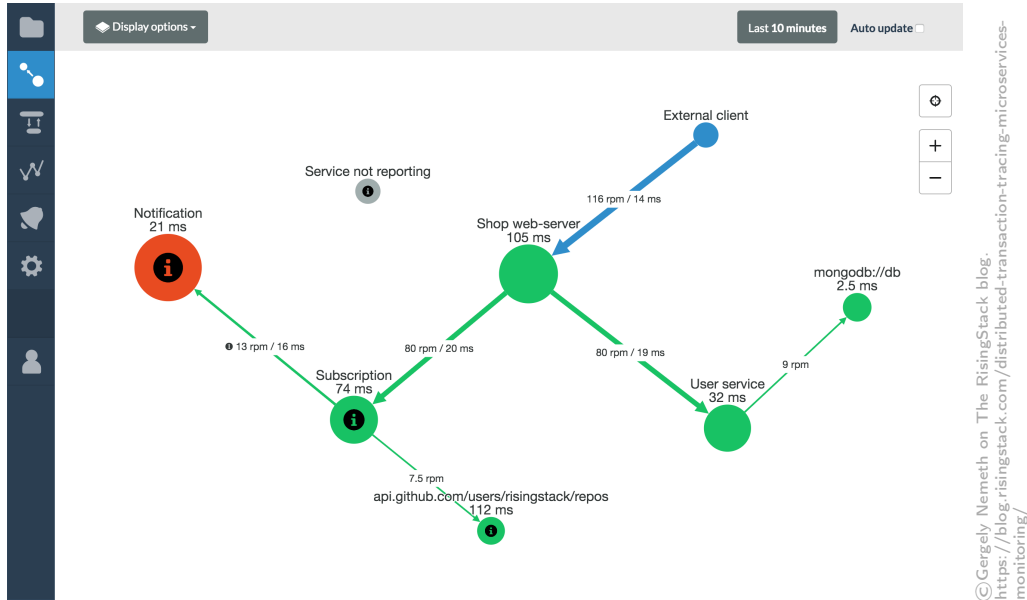 Display options
Last 10 minutes
Auto update
External client
116 rpm / 14 ms
Service not reporting
Notification
21 ms
Shop web-server
105 ms
mongodb://db
2.5 ms
13 rpm / 16 ms
80 rpm / 20 ms
80 rpm / 19 ms
9 rpm
Subscription
74 ms
User service
32 ms
7.5 rpm
api.github.com/users/risingstack/repos
112 ms
©Gergely Nemeth on The RisingStack blog.
https://blog.risingstack.com/distributed-transaction-tracing-microservices-
monitoring/